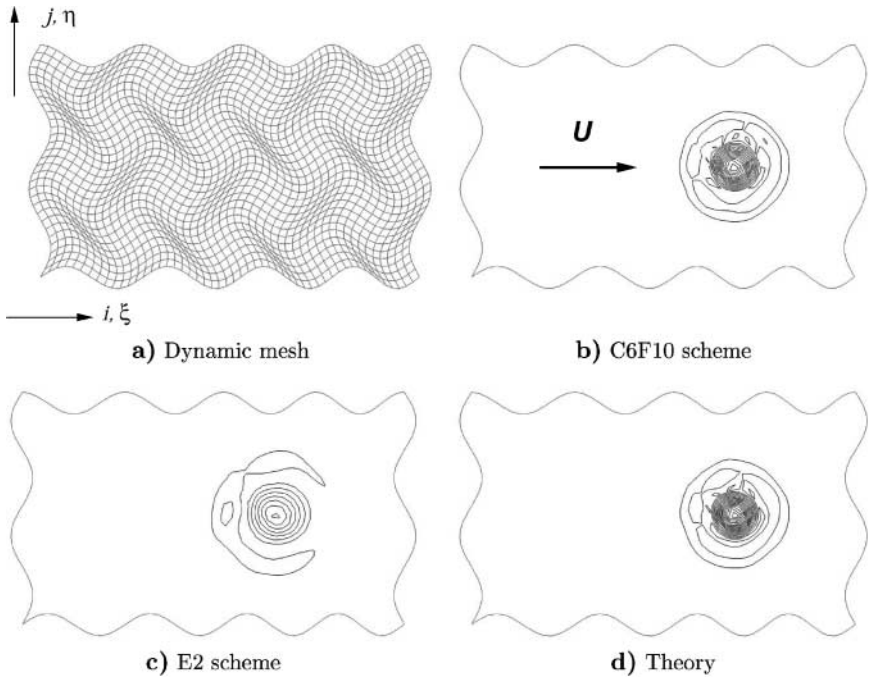 j, η
U
i, ξ
a) Dynamic mesh
b) C6F10 scheme
c) E2 scheme
d) Theory